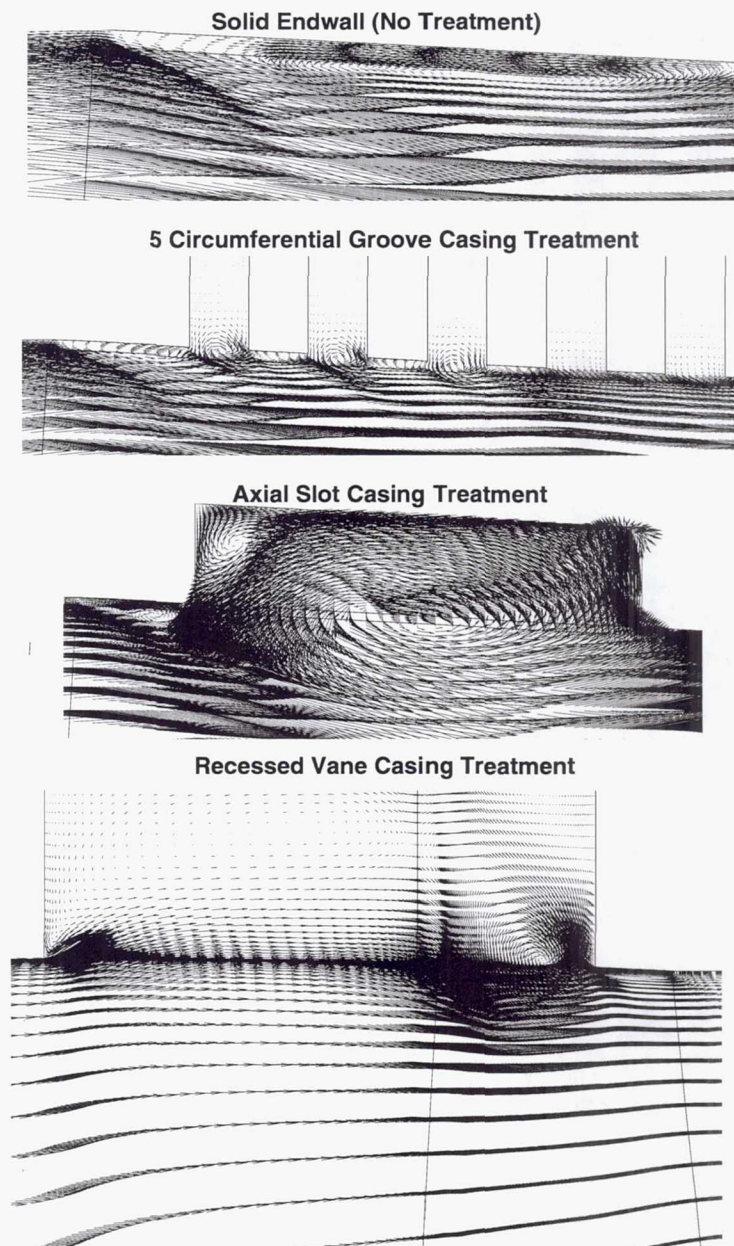 Solid Endwall (No Treatment)
5 Circumferential Groove Casing Treatment
Axial Slot Casing Treatment
Recessed Vane Casing Treatment